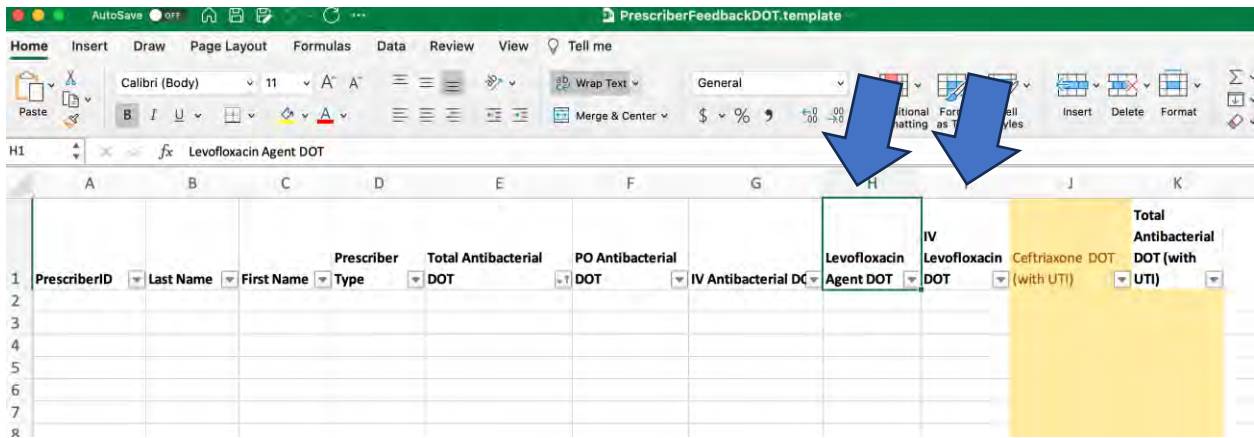 AutoSave OFF PrescriberFeedbackDOT.template
Home Insert Draw Page Layout Formulas Data Review View Tell me
Paste Calibri (Body) 11 A A Wrap Text General Insert Delete Format
B I U A Merge & Center $ % 9 as
H1 fx Levofloxacin Agent DOT
A B C D E F G H J K
1 PrescriberID Last Name First Name Prescriber Type Total Antibacterial DOT PO Antibacterial DOT IV Antibacterial Levofloxacin Agent DOT IV Levofloxacin DOT Ceftriaxone DOT (with UTI) Total Antibacterial DOT (with UTI)
2
3
4
5
6
7
8